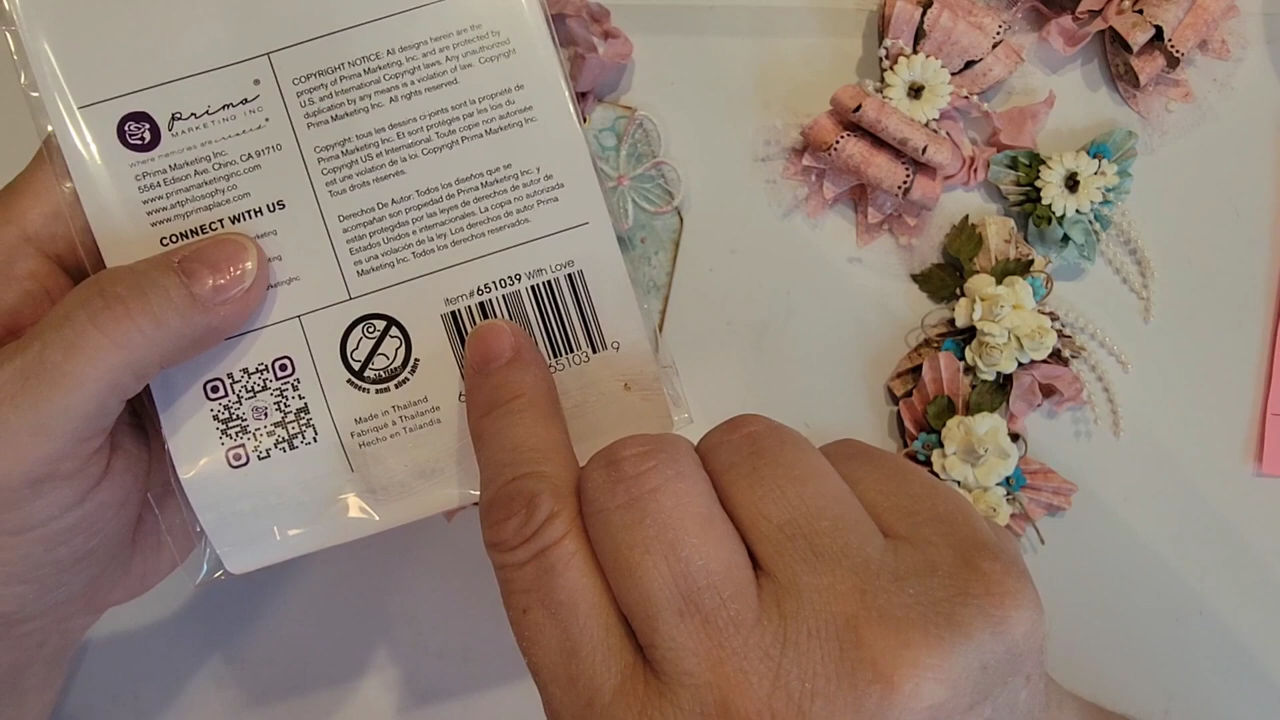 prima®
MARKETING INC
Where memories are
©Prima Marketing Inc.
5564 Edison Ave. Chino, CA 91710
www.primamarketinginc.com
www.artphilosophy.co
www.myprimaplace.com
CONNECT WITH US
COPYRIGHT NOTICE: All designs herein are the
property of Prima Marketing, Inc. and are protected by
U.S. and International Copyright laws. Any unauthorized
duplication by any means is a violation of law. Copyright
Prima Marketing Inc. All rights reserved.
Copyright: tous les dessins ci-joints sont la propriété de
Prima Marketing Inc. Et sont protégés par les lois du
Copyright US et International. Toute copie non autorisée
est une violation de la loi. Copyright Prima Marketing Inc.
Tous droits réservés.
Derechos De Autor: Todos los diseños que se
acompañan son propiedad de Prima Marketing Inc. y
están protegidas por las leyes de derechos de autor de
Estados Unidos e internacionales. La copia no autorizada
es una violación de la ley. Los derechos de autor Prima
Marketing Inc. Todos los derechos reservados.
années anni años jahre
Made in Thailand
Fabriqué à Thailande
Hecho en Tailandia
Item#651039 With Love
65103 9